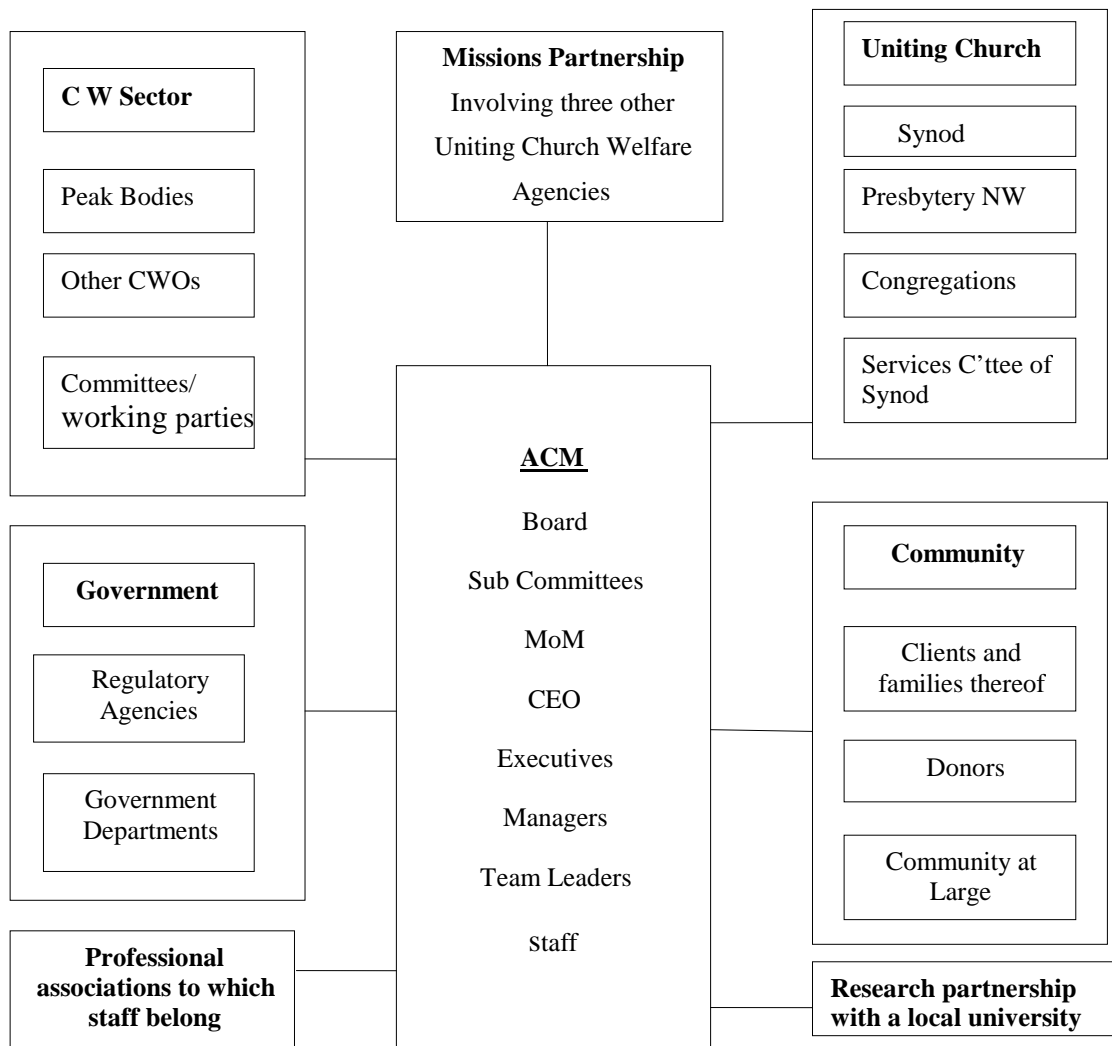 C W Sector
Peak Bodies
Other CWOs
Committees/
working parties
Missions Partnership
Involving three other
Uniting Church Welfare
Agencies
Uniting Church
Synod
Presbytery NW
Congregations
Services C’ttee of
Synod
ACM
Board
Sub Committees
MoM
CEO
Executives
Managers
Team Leaders
Staff
Government
Regulatory
Agencies
Government
Departments
Community
Clients and
families thereof
Donors
Community at
Large
Professional
associations to which
staff belong
Research partnership
with a local university